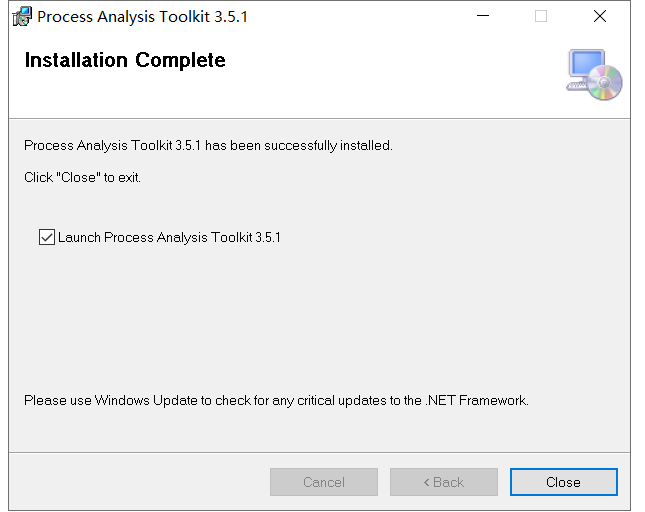 Process Analysis Toolkit 3.5.1
Installation Complete
Process Analysis Toolkit 3.5.1 has been successfully installed.
Click "Close" to exit.
Launch Process Analysis Toolkit 3.5.1
Please use Windows Update to check for any critical updates to the .NET Framework.
Cancel
< Back
Close